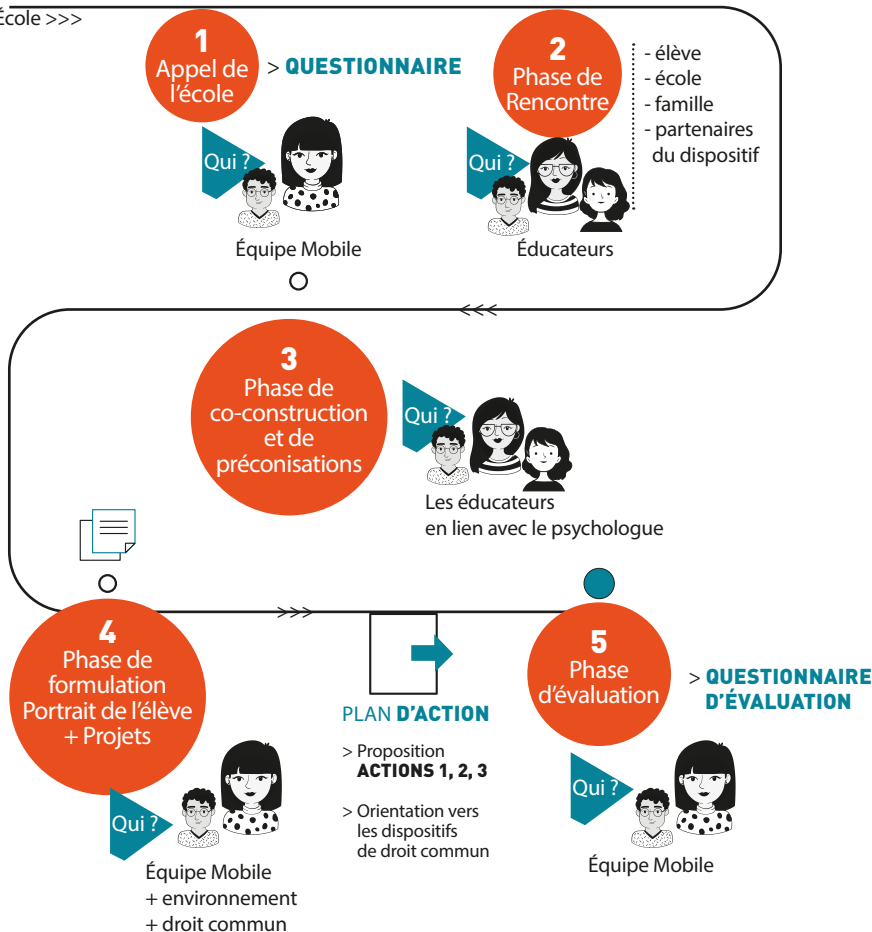 École >>>
1
Appel de
l'école
> QUESTIONNAIRE
Qui ?
Équipe Mobile
2
Phase de
Rencontre
- élève
- école
- famille
- partenaires
du dispositif
Qui ?
Éducateurs
3
Phase de
co-construction
et de
préconisations
Qui ?
Les éducateurs
en lien avec le psychologue
4
Phase de
formulation
Portrait de l'élève
+ Projets
Qui ?
Équipe Mobile
+ environnement
+ droit commun
PLAN D'ACTION
> Proposition
ACTIONS 1, 2, 3
> Orientation vers
les dispositifs
de droit commun
5
Phase
d'évaluation
> QUESTIONNAIRE
D'ÉVALUATION
Qui ?
Équipe Mobile